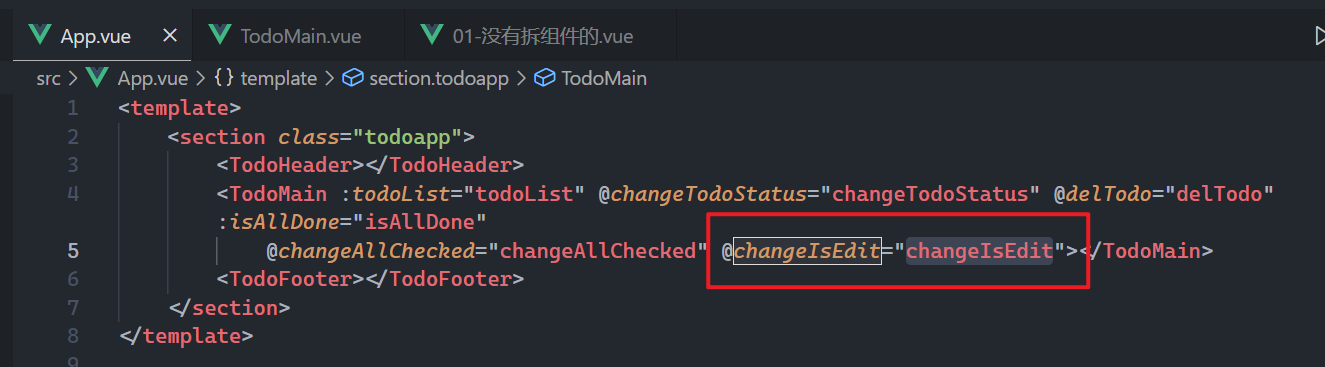 App.vue TodoMain.vue 01-没有拆组件的.vue
src > App.vue > {} template > section.todoapp > TodoMain
1 <template>
2 <section class="todoapp">
3 <TodoHeader></TodoHeader>
4 <TodoMain :todoList="todoList" @changeTodoStatus="changeTodoStatus" @delTodo="delTodo"
:isAllDone="isAllDone"
5 @changeAllChecked="changeAllChecked" @changeIsEdit="changeIsEdit"></TodoMain>
6 <TodoFooter></TodoFooter>
7 </section>
8 </template>
9